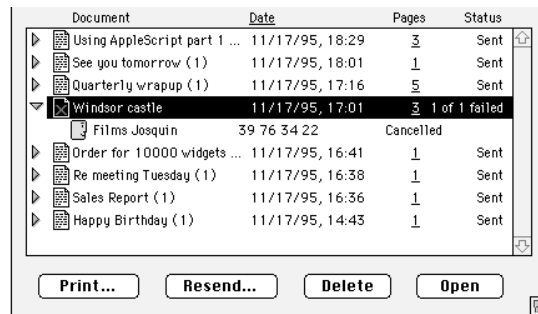 Document Date Pages Status
Using AppleScript part 1 ... 11/17/95, 18:29 3 Sent
See you tomorrow (1) 11/17/95, 18:01 1 Sent
Quarterly wrapup (1) 11/17/95, 17:16 5 Sent
Windsor castle 11/17/95, 17:01 3 1 of 1 failed
Films Josquin 39 76 34 22 Cancelled
Order for 10000 widgets ... 11/17/95, 16:41 1 Sent
Re meeting Tuesday (1) 11/17/95, 16:38 1 Sent
Sales Report (1) 11/17/95, 16:36 1 Sent
Happy Birthday (1) 11/17/95, 14:43 1 Sent
Print... Resend... Delete Open